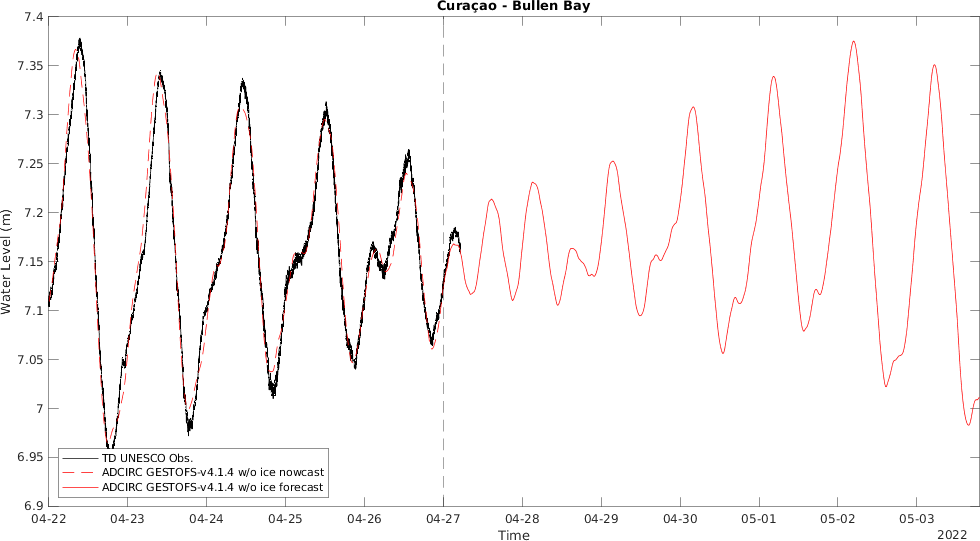 Curaçao - Bullen Bay
Water Level (m)
7.4
7.35
7.3
7.25
7.2
7.15
7.1
7.05
7
6.95
6.9
TD UNESCO Obs.
ADCIRC GESTOFS-v4.1.4 w/o ice nowcast
ADCIRC GESTOFS-v4.1.4 w/o ice forecast
04-22 04-23 04-24 04-25 04-26 04-27 04-28 04-29 04-30 05-01 05-02 05-03
Time
2022